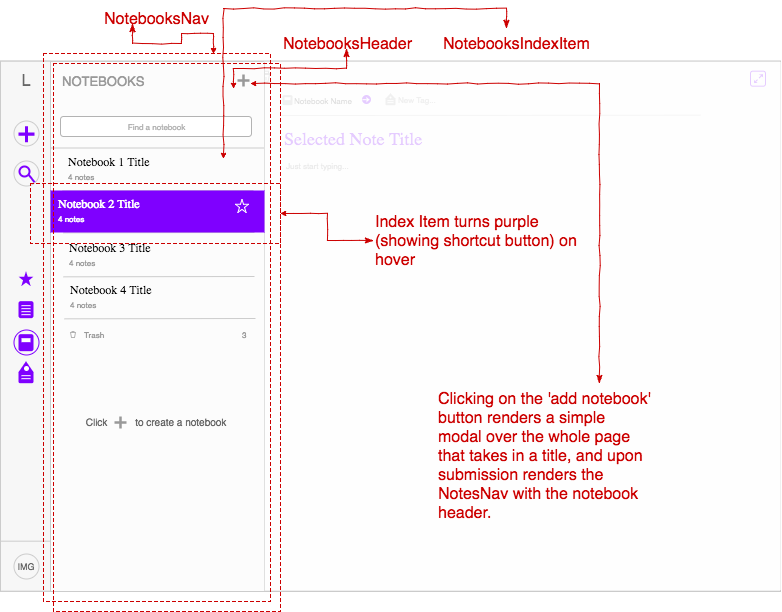 NotebooksNav
NotebooksHeader
NotebooksIndexItem
L
NOTEBOOKS
Notebook Name
New Tag...
Find a notebook
Selected Note Title
Just start typing...
Notebook 1 Title
4 notes
Notebook 2 Title
4 notes
Index Item turns purple
(showing shortcut button) on
hover
Notebook 3 Title
4 notes
Notebook 4 Title
4 notes
Trash
3
Click
to create a notebook
Clicking on the 'add notebook'
button renders a simple
modal over the whole page
that takes in a title, and upon
submission renders the
NotesNav with the notebook
header.
IMG